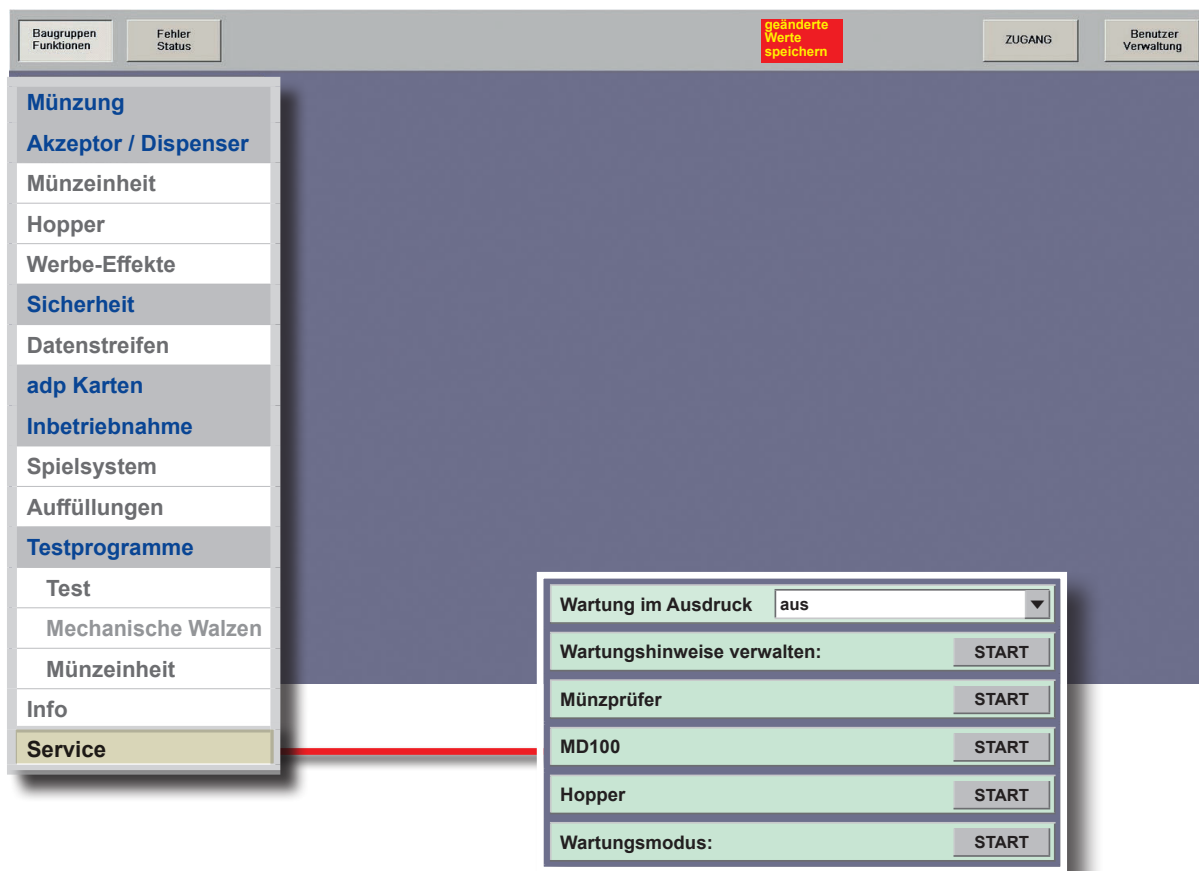 Baugruppen
Funktionen
Fehler
Status
geänderte
Werte
speichern
ZUGANG
Benutzer
Verwaltung
Münzung
Akzeptor / Dispenser
Münzeinheit
Hopper
Werbe-Effekte
Sicherheit
Datenstreifen
adp Karten
Inbetriebnahme
Spielsystem
Auffüllungen
Testprogramme
Test
Mechanische Walzen
Münzeinheit
Info
Service
Wartung im Ausdruck aus
Wartungshinweise verwalten: START
Münzprüfer START
MD100 START
Hopper START
Wartungsmodus: START